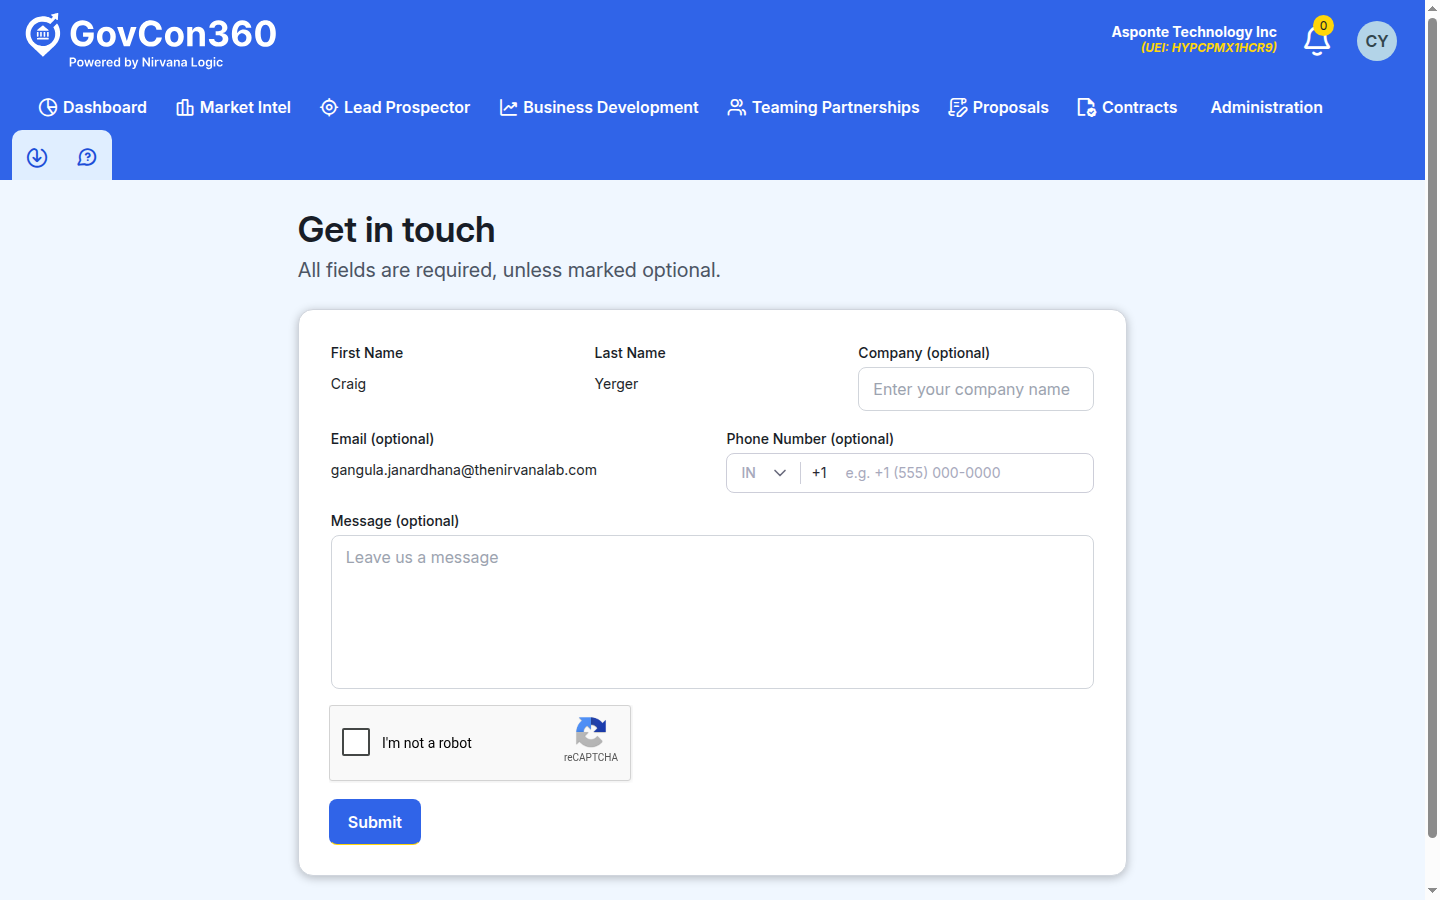 GovCon360
Powered by Nirvana Logic
Asponte Technology Inc
(UEI: HYPCPMX1HCR9)
0
CY
Dashboard
Market Intel
Lead Prospector
Business Development
Teaming Partnerships
Proposals
Contracts
Administration
Get in touch
All fields are required, unless marked optional.
First Name
Last Name
Company (optional)
Craig
Yerger
Enter your company name
Email (optional)
Phone Number (optional)
gangula.janardhana@thenirvanalab.com
IN
+1
e.g. +1 (555) 000-0000
Message (optional)
Leave us a message
I'm not a robot
reCAPTCHA
Submit